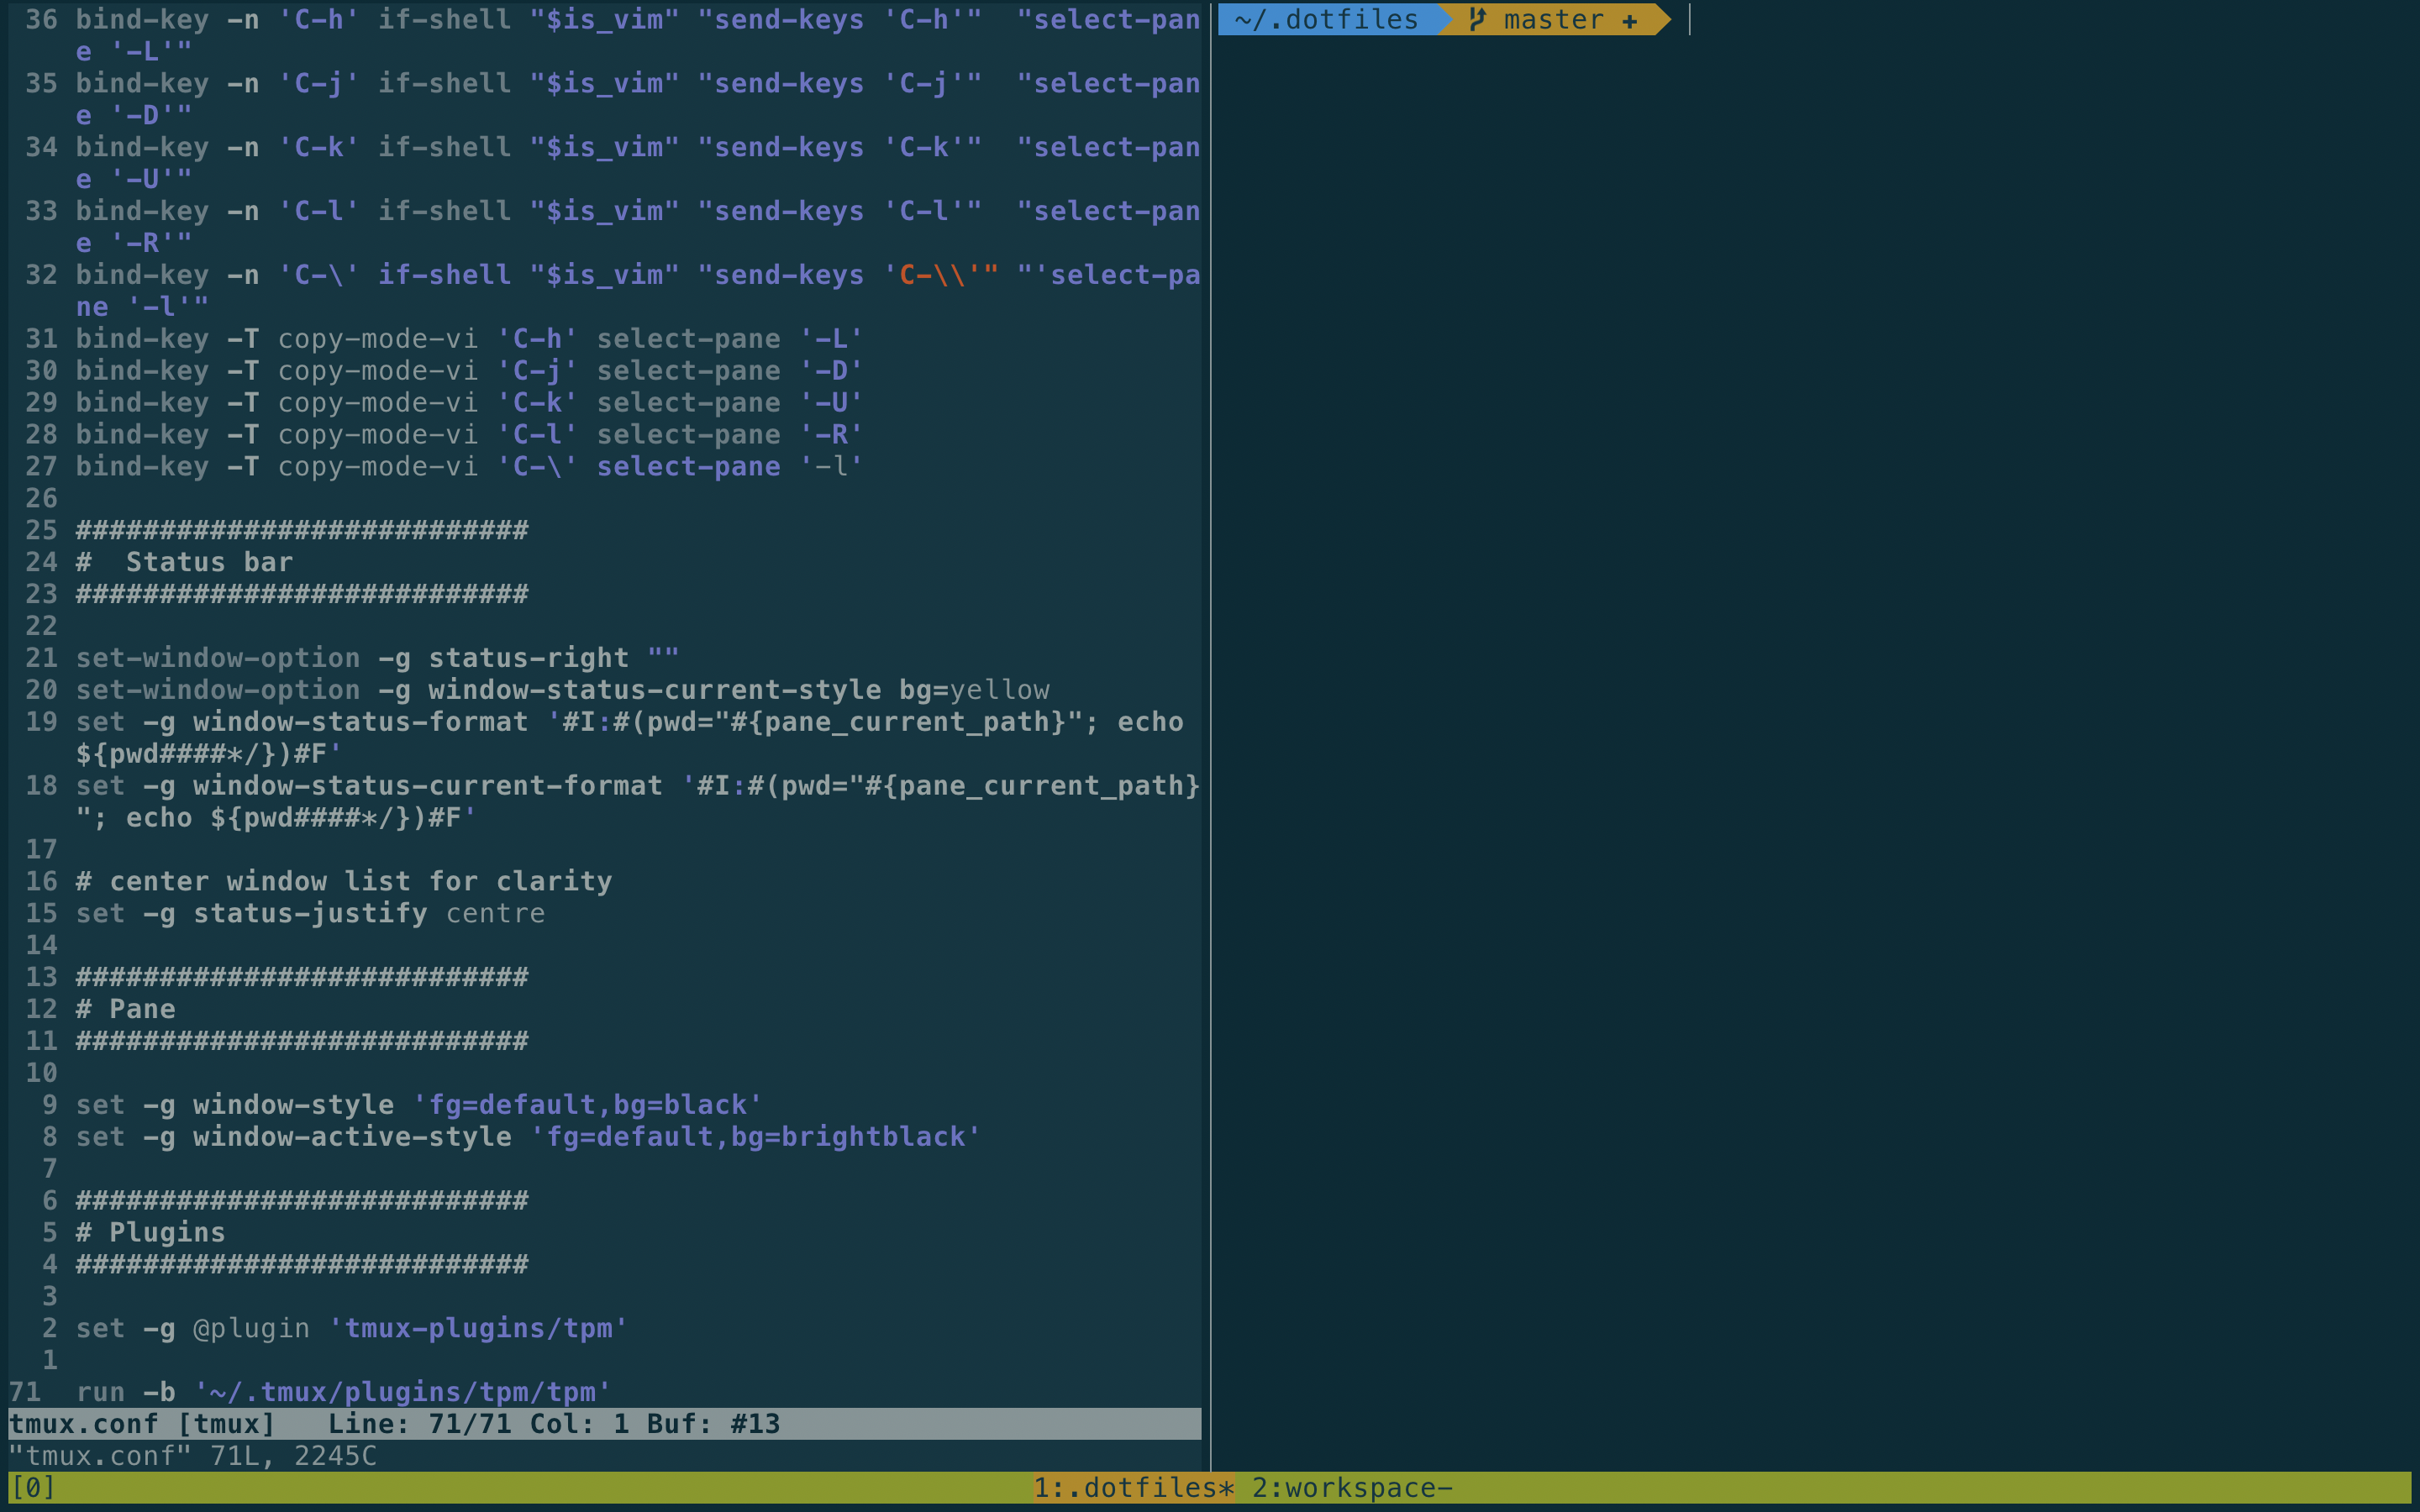 36 bind-key -n 'C-h' if-shell "$is_vim" "send-keys 'C-h'"  "select-pan
e '-L'"
35 bind-key -n 'C-j' if-shell "$is_vim" "send-keys 'C-j'"  "select-pan
e '-D'"
34 bind-key -n 'C-k' if-shell "$is_vim" "send-keys 'C-k'"  "select-pan
e '-U'"
33 bind-key -n 'C-l' if-shell "$is_vim" "send-keys 'C-l'"  "select-pan
e '-R'"
32 bind-key -n 'C-\' if-shell "$is_vim" "send-keys 'C-\\'" "'select-pa
ne '-l'"
31 bind-key -T copy-mode-vi 'C-h' select-pane '-L'
30 bind-key -T copy-mode-vi 'C-j' select-pane '-D'
29 bind-key -T copy-mode-vi 'C-k' select-pane '-U'
28 bind-key -T copy-mode-vi 'C-l' select-pane '-R'
27 bind-key -T copy-mode-vi 'C-\' select-pane '-l'
26
25 ###########################
24 #  Status bar
23 ###########################
22
21 set-window-option -g status-right ""
20 set-window-option -g window-status-current-style bg=yellow
19 set -g window-status-format '#I:#(pwd="#{pane_current_path}"; echo
${pwd####*/})#F'
18 set -g window-status-current-format '#I:#(pwd="#{pane_current_path}
"; echo ${pwd####*/})#F'
17
16 # center window list for clarity
15 set -g status-justify centre
14
13 ###########################
12 # Pane
11 ###########################
10
9 set -g window-style 'fg=default,bg=black'
8 set -g window-active-style 'fg=default,bg=brightblack'
7
6 ###########################
5 # Plugins
4 ###########################
3
2 set -g @plugin 'tmux-plugins/tpm'
1
71  run -b '~/.tmux/plugins/tpm/tpm'
tmux.conf [tmux]   Line: 71/71 Col: 1 Buf: #13
"tmux.conf" 71L, 2245C
~/.dotfiles master +
[0] 1:.dotfiles* 2:workspace-